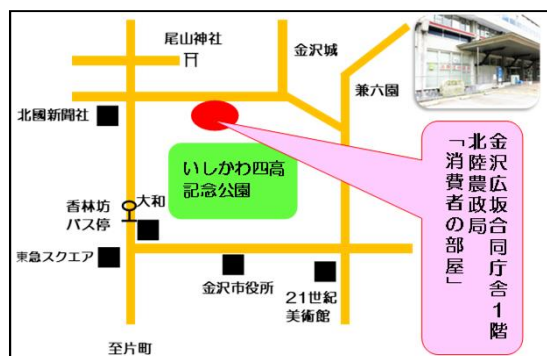 尾山神社
金沢城
兼六園
北國新聞社
いしかわ四高
記念公園
大和
香林坊
バス停
東急スクエア
金沢市役所
21世紀
美術館
至片町
金沢広坂合同庁舎1階
北陸農政局
「消費者の部屋」